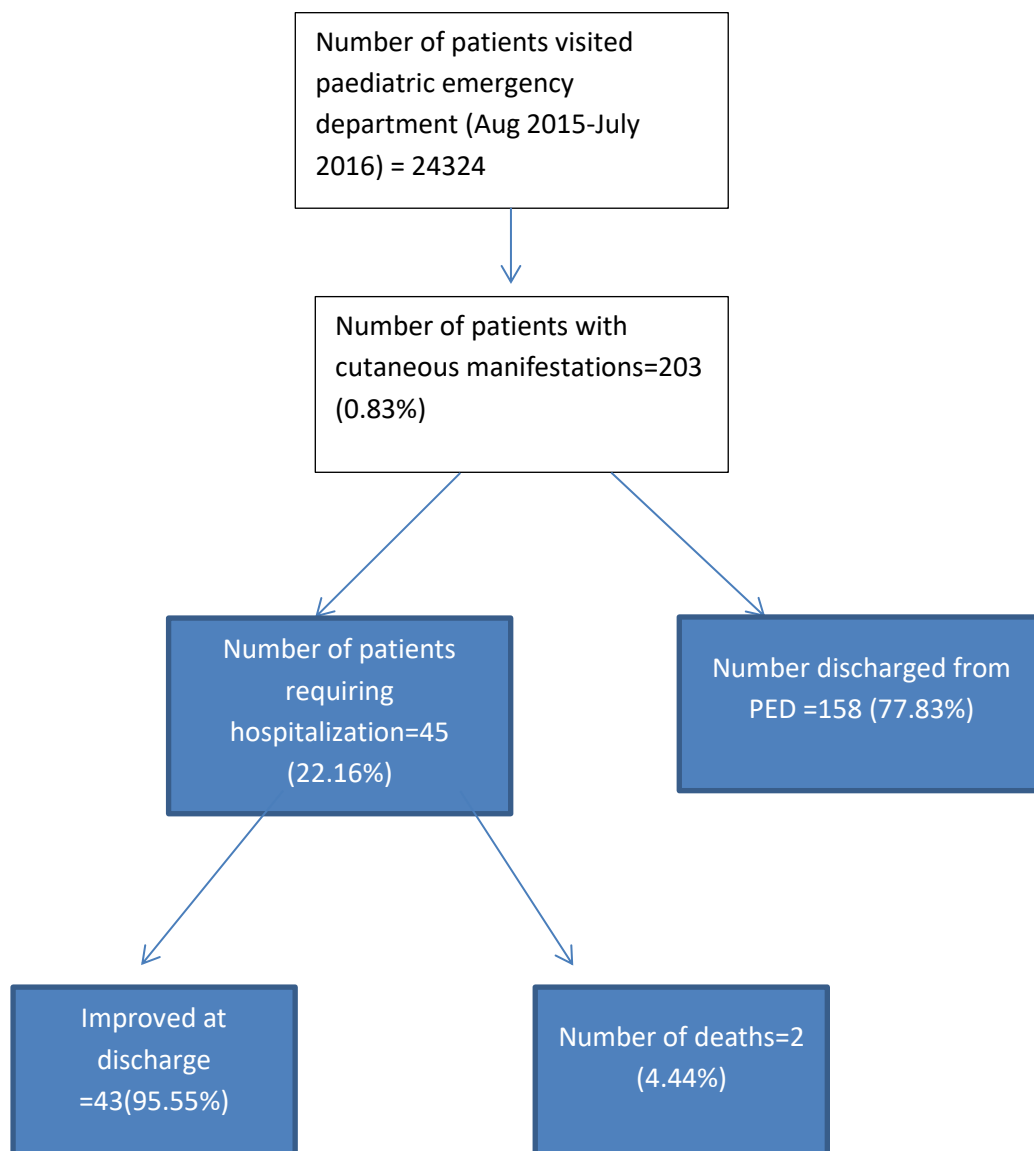 Number of patients visited
paediatric emergency
department (Aug 2015-July
2016) = 24324
Number of patients with
cutaneous manifestations=203
(0.83%)
Number of patients
requiring
hospitalization=45
(22.16%)
Number discharged from
PED =158 (77.83%)
Improved at
discharge
=43(95.55%)
Number of deaths=2
(4.44%)